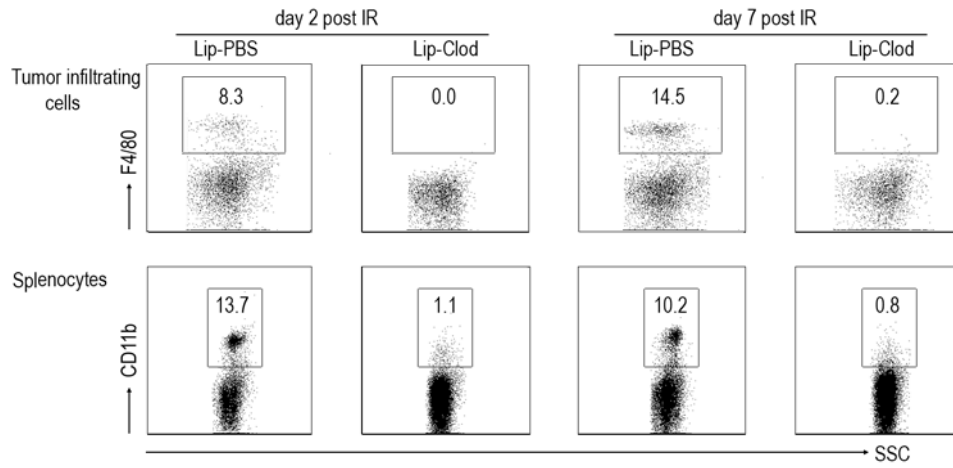 day 2 post IR
day 7 post IR
Lip-PBS
Lip-Clod
Lip-PBS
Lip-Clod
Tumor infiltrating
cells
F4/80
8.3
0.0
14.5
0.2
Splenocytes
CD11b
13.7
1.1
10.2
0.8
SSC